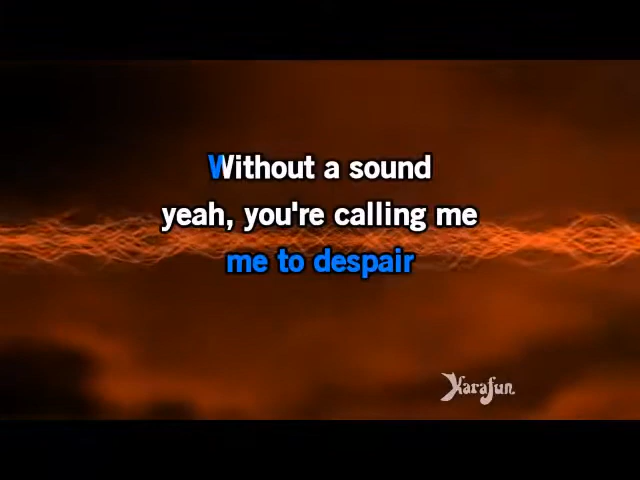 Without a sound
yeah, you're calling me
me to despair
Karafun